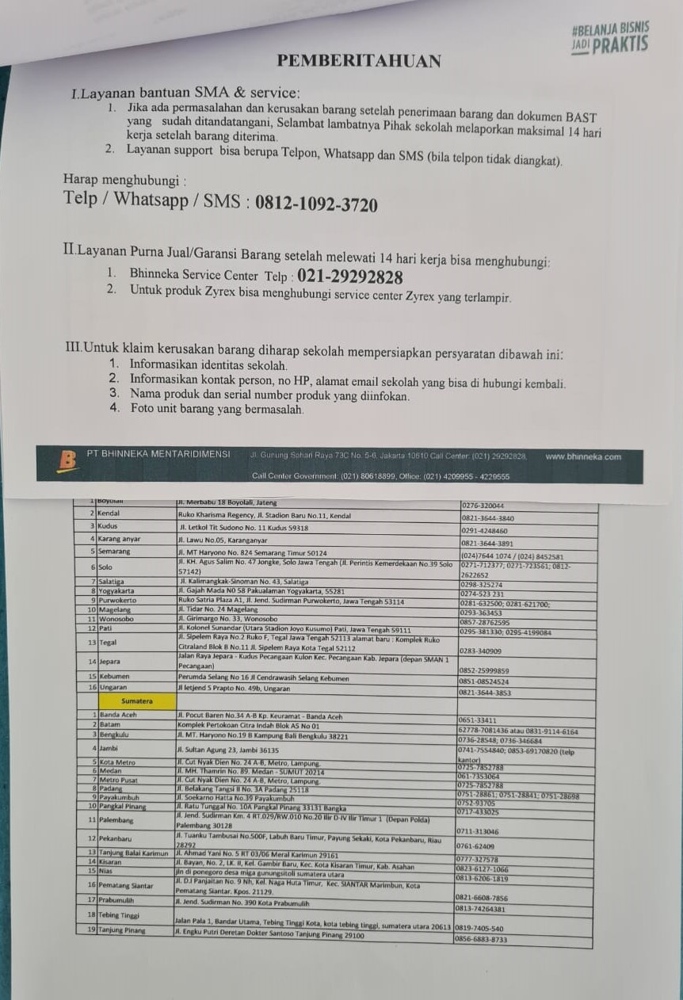 #BELANJA BISNIS
JADI PRAKTIS
PEMBERITAHUAN
I.Layanan bantuan SMA & service:
1. Jika ada permasalahan dan kerusakan barang setelah penerimaan barang dan dokumen BAST
yang sudah ditandatangani, Selambat lambatnya Pihak sekolah melaporkan maksimal 14 hari
kerja setelah barang diterima.
2. Layanan support bisa berupa Telpon, Whatsapp dan SMS (bila telpon tidak diangkat).
Harap menghubungi :
Telp / Whatsapp / SMS : 0812-1092-3720
II.Layanan Purna Jual/Garansi Barang setelah melewati 14 hari kerja bisa menghubungi:
1. Bhinneka Service Center Telp : 021-29292828
2. Untuk produk Zyrex bisa menghubungi service center Zyrex yang terlampir.
III.Untuk klaim kerusakan barang diharap sekolah mempersiapkan persyaratan dibawah ini:
1. Informasikan identitas sekolah.
2. Informasikan kontak person, no HP, alamat email sekolah yang bisa di hubungi kembali.
3. Nama produk dan serial number produk yang diinfokan.
4. Foto unit barang yang bermasalah.
B PT BHINNEKA MENTARIDIMENSI Jl. Gunung Sahari Raya 73C No. 5-6, Jakarta 10610 Call Center: (021) 29292828, www.bhinneka.com
Call Center Government: (021) 80618899, Office: (021) 4209955 - 4229555
1 Boyolali Jl. Merbabu 18 Boyolali, Jateng 0276-320044
2 Kendal Ruko Kharisma Regency, Jl. Stadion Baru No.11, Kendal 0821-3644-3840
3 Kudus Jl. Letkol Tit Sudono No. 11 Kudus 59318 0291-4248460
4 Karang anyar Jl. Lawu No.05, Karanganyar 0821-3644-3891
5 Semarang Jl. MT Haryono No. 824 Semarang Timur 50124 (024)7644 1074 / (024) 8452581
6 Solo Jl. KH. Agus Salim No. 47 Jongke, Solo Jawa Tengah (Jl. Perintis Kemerdekaan No.39 Solo 0271-712377; 0271-723561; 0812-
57142) 2622652
7 Salatiga Jl. Kalimangkak-Sinoman No. 43, Salatiga 0298-325274
8 Yogyakarta Jl. Gajah Mada NO 58 Pakualaman Yogyakarta, 55281 0274-523 231
9 Purwokerto Ruko Satria Plaza A1, Jl. Jend. Sudirman Purwokerto, Jawa Tengah 53114 0281-632500; 0281-621700;
10 Magelang Jl. Tidar No. 24 Magelang 0293-363453
11 Wonosobo Jl. Girimargo No. 33, Wonosobo 0857-28762595
12 Pati Jl. Kolonel Sunandar (Utara Stadion Joyo Kusumo) Pati, Jawa Tengah 59111 0295-381330; 0295-4199084
13 Tegal Jl. Sipelem Raya No.2 Ruko F, Tegal Jawa Tengah 52113 alamat baru : Komplek Ruko
Citraland Blok B No.11 Jl. Sipelem Raya Kota Tegal 52112 0283-340909
14 Jepara Jalan Raya Jepara - Kudus Pecangaan Kulon Kec. Pecangaan Kab. Jepara (depan SMAN 1
Pecangaan) 0852-25999859
15 Kebumen Perumda Selang No 16 Jl Cendrawasih Selang Kebumen 0851-08524524
16 Ungaran Jl letjend S Prapto No. 49b, Ungaran 0821-3644-3853
Sumatera
1 Banda Aceh Jl. Pocut Baren No.34 A-B Kp. Keuramat - Banda Aceh 0651-33411
2 Batam Komplek Pertokoan Citra Indah Blok A5 No 01 62778-7081436 atau 0831-9114-6164
3 Bengkulu Jl. MT. Haryono No.19 B Kampung Bali Bengkulu 38221 0736-28548; 0736-346684
4 Jambi Jl. Sultan Agung 23, Jambi 36135 0741-7554840; 0853-69170820 (telp
kantor)
5 Kota Metro Jl. Cut Nyak Dien No. 24 A-B, Metro, Lampung. 0725-7852788
6 Medan Jl. MH. Thamrin No. 89. Medan - SUMUT 20214 061-7353064
7 Metro Pusat Jl. Cut Nyak Dien No. 24 A-B, Metro, Lampung. 0725-7852788
8 Padang Jl. Belakang Tangsi II No. 3A Padang 25118 0751-28861; 0751-28841; 0751-28698
9 Payakumbuh Jl. Soekarno Hatta No.39 Payakumbuh 0752-93705
10 Pangkal Pinang Jl. Ratu Tunggal No. 10A Pangkal Pinang 33131 Bangka 0717-433025
11 Palembang Jl. Jend. Sudirman Km. 4 RT.029/RW.010 No.20 Ilir D-IV Ilir Timur 1 (Depan Polda)
Palembang 30128 0711-313046
12 Pekanbaru Jl. Tuanku Tambusai No.500F, Labuh Baru Timur, Payung Sekaki, Kota Pekanbaru, Riau
28292 0761-62409
13 Tanjung Balai Karimun Jl. Ahmad Yani No. 5 RT 03/06 Meral Karimun 29161 0777-327578
14 Kisaran Jl. Bayan, No. 2, LK. II, Kel. Gambir Baru, Kec. Kota Kisaran Timur, Kab. Asahan 0823-6127-1066
15 Nias jln di ponegoro desa miga gunungsitoli sumatera utara 0813-6206-1819
16 Pematang Siantar Jl. D.I Panjaitan No. 9 Nh, Kel. Naga Huta Timur, Kec. SIANTAR Marimbun, Kota
Pematang Siantar. Kpos. 21129. 0821-6608-7856
17 Prabumulih Jl. Jend. Sudirman No. 390 Kota Prabumulih 0813-74264381
18 Tebing Tinggi Jalan Pala 1, Bandar Utama, Tebing Tinggi Kota, kota tebing tinggi, sumatera utara 20613 0819-7405-540
19 Tanjung Pinang Jl. Engku Putri Deretan Dokter Santoso Tanjung Pinang 29100 0856-6883-8733